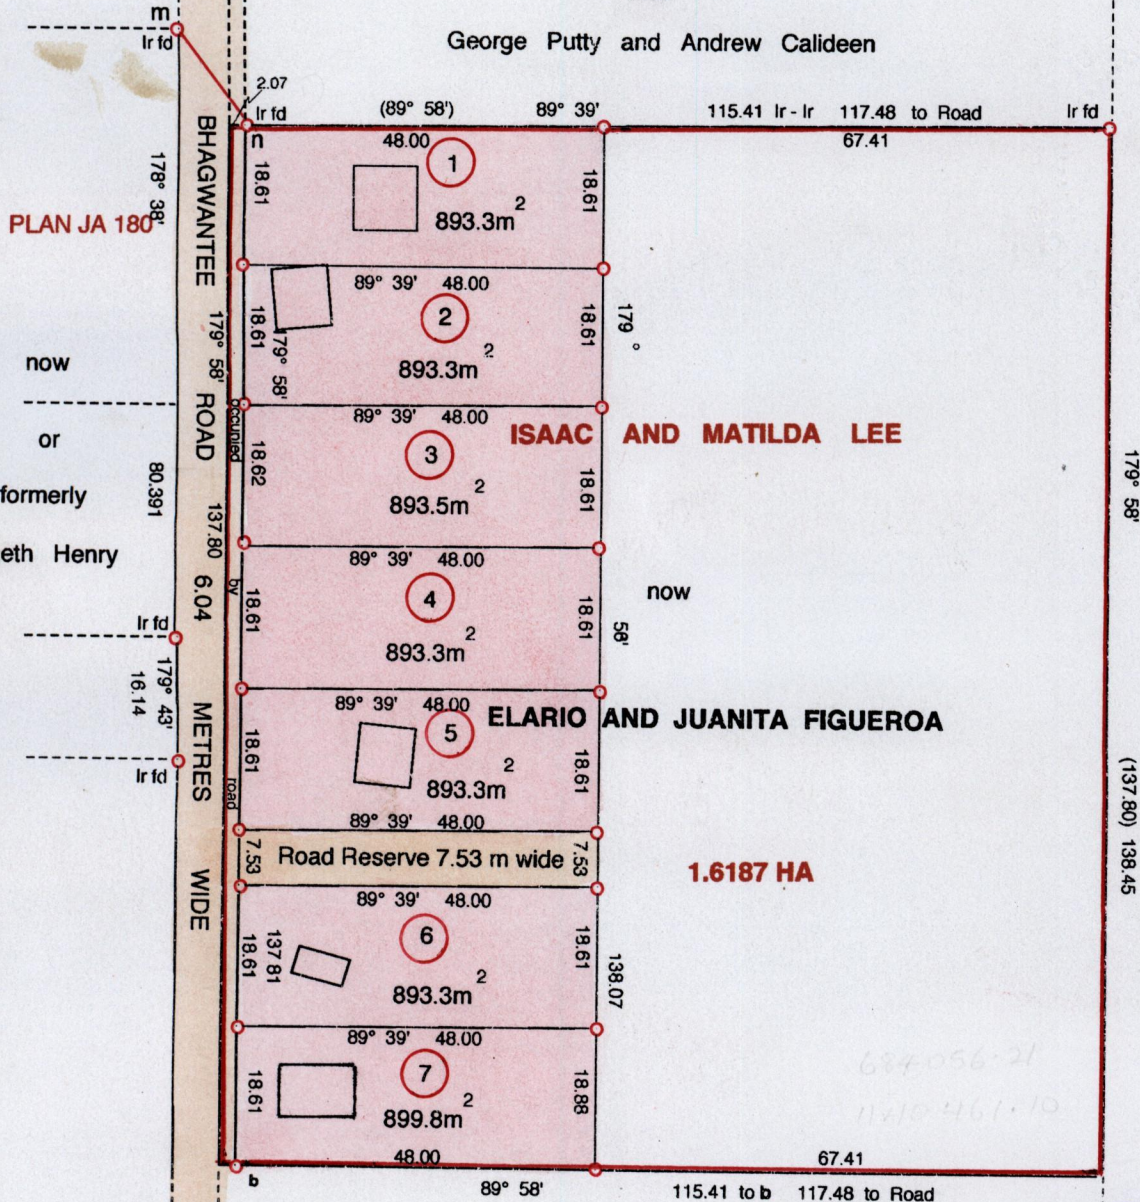 m
Ir fd
George Putty and Andrew Calideen
2.07
Ir fd
(89° 58')
89° 39'
115.41 Ir - Ir 117.48 to Road
Ir fd
n
48.00
67.41
1
18.61
18.61
893.3m2
178° 38'
PLAN JA 180
BHAGWANTEE ROAD 6.04 METRES WIDE
179° 58'
137.80
occupied by road
89° 39' 48.00
2
18.61
179° 58'
18.61
893.3m2
179° 58'
now
or
formerly
eth Henry
80.391
89° 39' 48.00
3
18.62
18.61
893.5m2
ISAAC AND MATILDA LEE
179° 58'
89° 39' 48.00
4
18.61
18.61
893.3m2
now
Ir fd
179° 43'
16.14
Ir fd
89° 39' 48.00
5
18.61
18.61
893.3m2
ELARIO AND JUANITA FIGUEROA
(137.80) 138.45
89° 39' 48.00
7.53
Road Reserve 7.53 m wide
7.53
1.6187 HA
89° 39' 48.00
6
18.61
137.81
18.61
893.3m2
138.07
89° 39' 48.00
7
18.61
18.88
899.8m2
48.00
67.41
b
89° 58'
115.41 to b 117.48 to Road